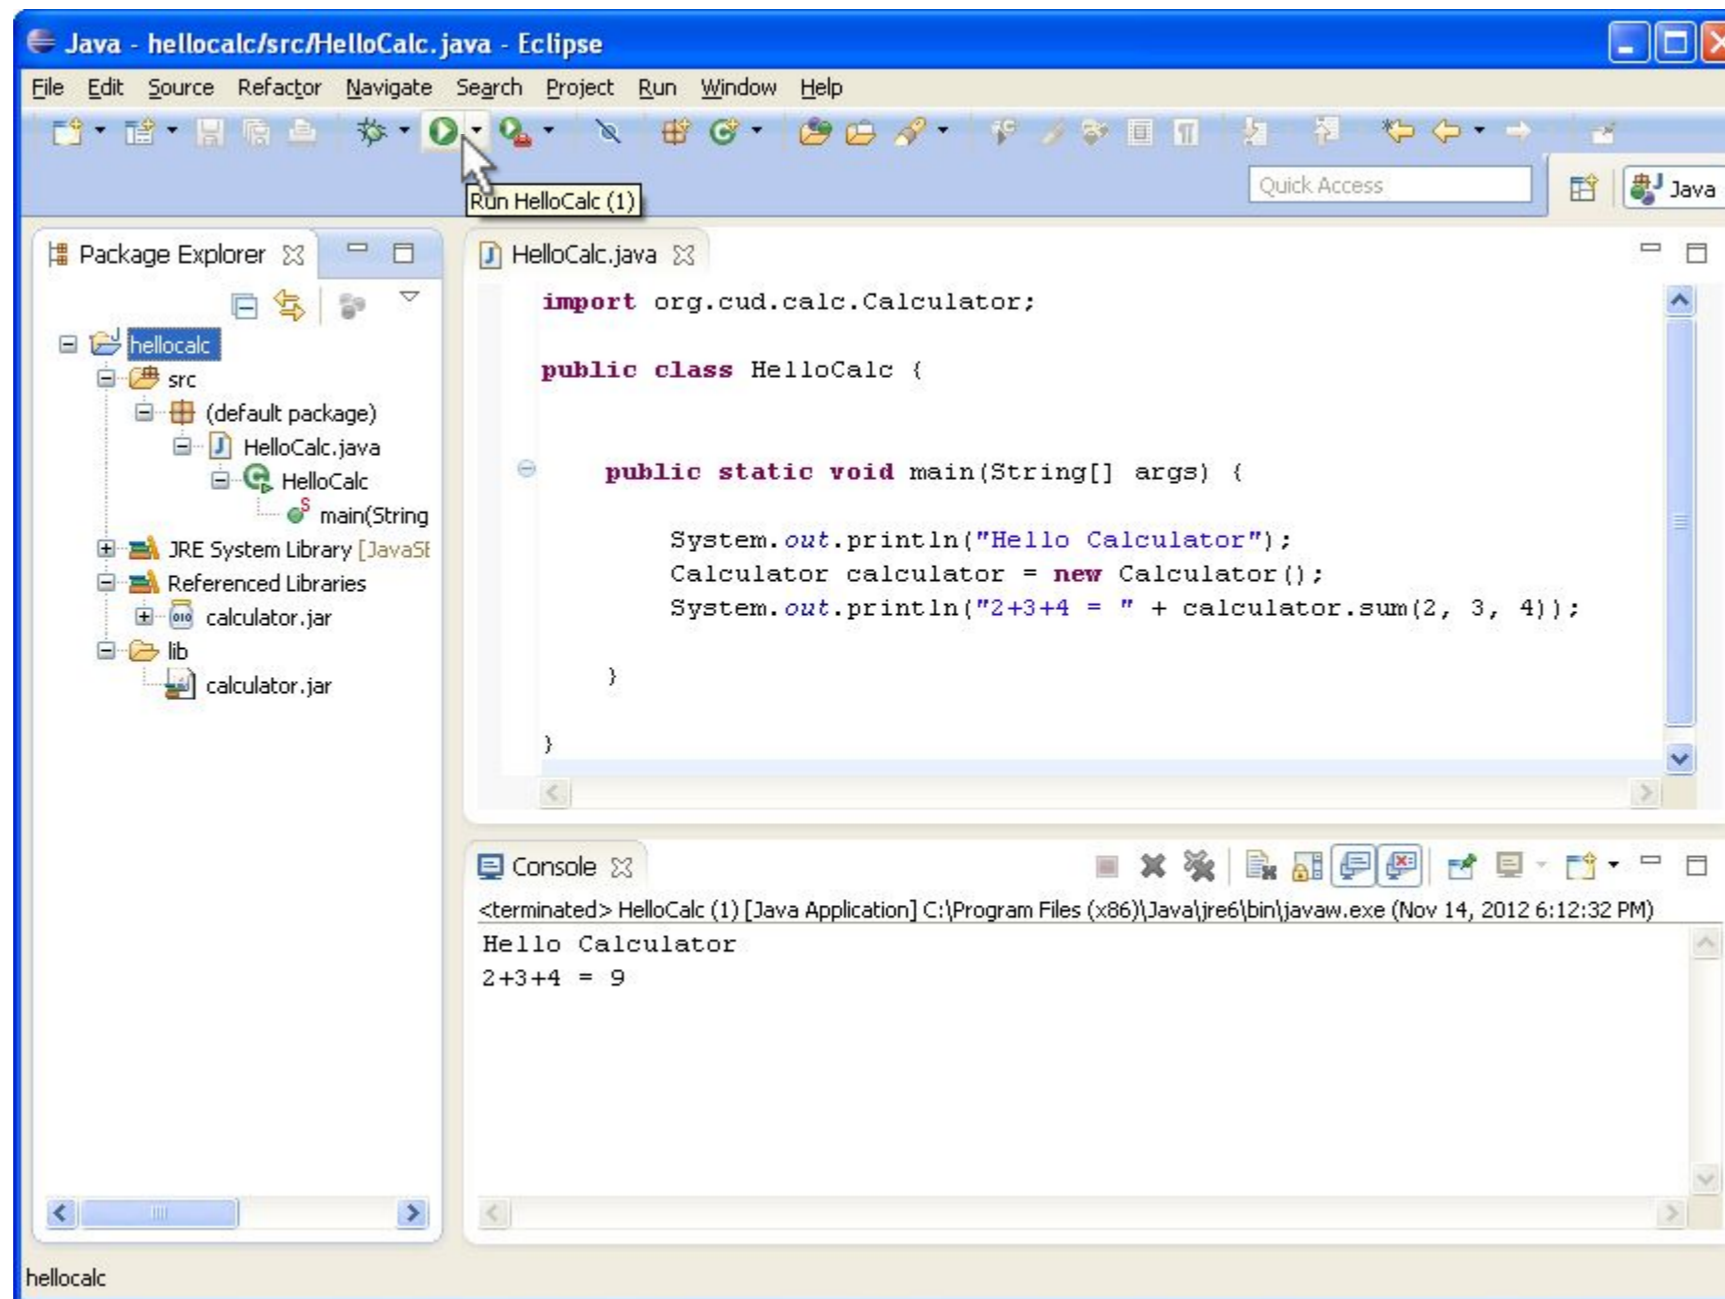 Java - hellocalc/src/HelloCalc.java - Eclipse
File Edit Source Refactor Navigate Search Project Run Window Help
Quick Access
Java
Run HelloCalc (1)
Package Explorer
hellocalc
src
(default package)
HelloCalc.java
HelloCalc
main(String
JRE System Library [JavaSE
Referenced Libraries
calculator.jar
lib
calculator.jar
HelloCalc.java
import org.cud.calc.Calculator;
public class HelloCalc {
public static void main(String[] args) {
System.out.println("Hello Calculator");
Calculator calculator = new Calculator();
System.out.println("2+3+4 = " + calculator.sum(2, 3, 4));
}
}
Console
<terminated> HelloCalc (1) [Java Application] C:\Program Files (x86)\Java\jre6\bin\javaw.exe (Nov 14, 2012 6:12:32 PM)
Hello Calculator
2+3+4 = 9
hellocalc